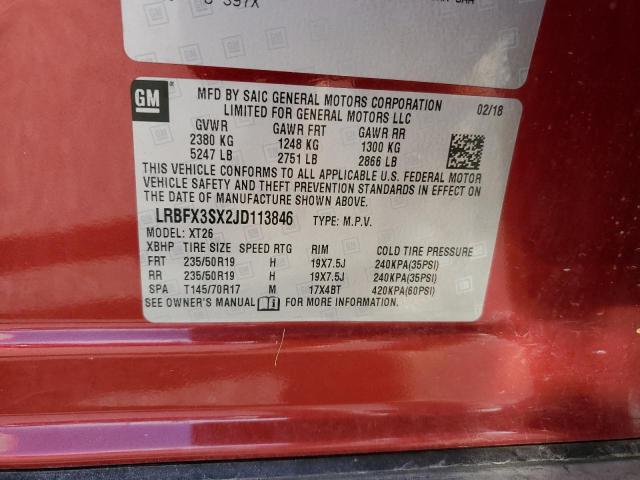 397X
GM
MFD BY SAIC GENERAL MOTORS CORPORATION
LIMITED FOR GENERAL MOTORS LLC
02/18
GVWR GAWR FRT GAWR RR
2380 KG 1248 KG 1300 KG
5247 LB 2751 LB 2866 LB
THIS VEHICLE CONFORMS TO ALL APPLICABLE U.S. FEDERAL MOTOR
VEHICLE SAFETY AND THEFT PREVENTION STANDARDS IN EFFECT ON
THE DATE OF MANUFACTURE SHOWN ABOVE.
LRBFX3SX2JD113846 TYPE: M.P.V.
MODEL: XT26
XBHP TIRE SIZE SPEED RTG RIM COLD TIRE PRESSURE
FRT 235/50R19 H 19X7.5J 240KPA(35PSI)
RR 235/50R19 H 19X7.5J 240KPA(35PSI)
SPA T145/70R17 M 17X4BT 420KPA(60PSI)
SEE OWNER'S MANUAL FOR MORE INFORMATION.